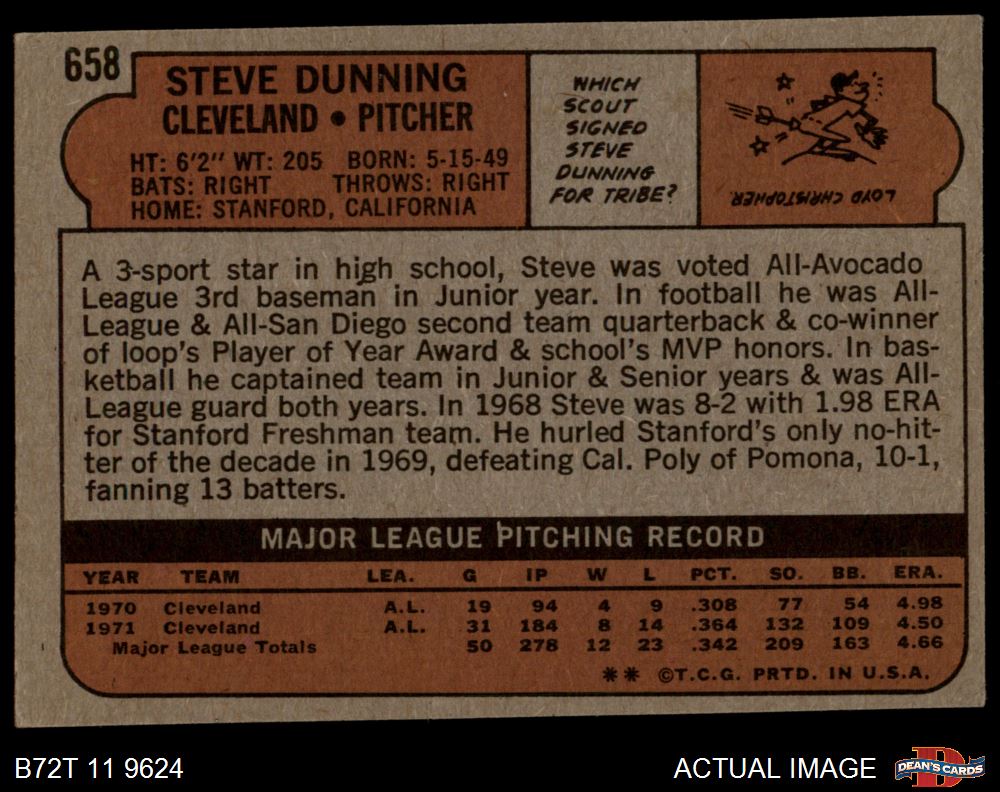 658
STEVE DUNNING
CLEVELAND • PITCHER
HT: 6'2" WT: 205 BORN: 5-15-49
BATS: RIGHT THROWS: RIGHT
HOME: STANFORD, CALIFORNIA
WHICH
SCOUT
SIGNED
STEVE
DUNNING
FOR TRIBE?
LOYD CHRISTOPHER.
A 3-sport star in high school, Steve was voted All-Avocado
League 3rd baseman in Junior year. In football he was All-
League & All-San Diego second team quarterback & co-winner
of loop's Player of Year Award & school's MVP honors. In bas-
ketball he captained team in Junior & Senior years & was All-
League guard both years. In 1968 Steve was 8-2 with 1.98 ERA
for Stanford Freshman team. He hurled Stanford's only no-hit-
ter of the decade in 1969, defeating Cal. Poly of Pomona, 10-1,
fanning 13 batters.
MAJOR LEAGUE PITCHING RECORD
YEAR TEAM LEA. G IP W L PCT. SO. BB. ERA.
1970 Cleveland A.L. 19 94 4 9 .308 77 54 4.98
1971 Cleveland A.L. 31 184 8 14 .364 132 109 4.50
Major League Totals 50 278 12 23 .342 209 163 4.66
** ©T.C.G. PRTD. IN U.S.A.
B72T 11 9624
ACTUAL IMAGE
DEAN'S CARDS